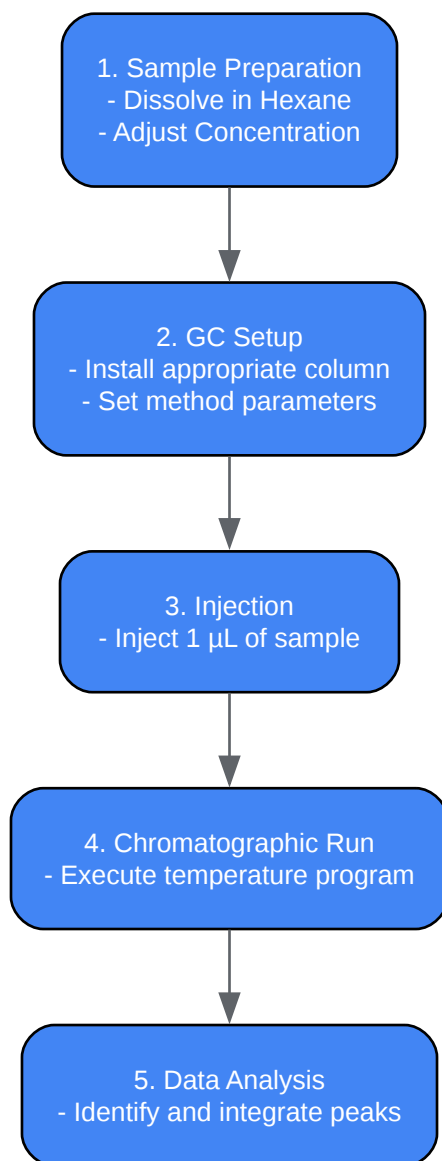 1. Sample Preparation
- Dissolve in Hexane
- Adjust Concentration
2. GC Setup
- Install appropriate column
- Set method parameters
3. Injection
- Inject 1 µL of sample
4. Chromatographic Run
- Execute temperature program
5. Data Analysis
- Identify and integrate peaks